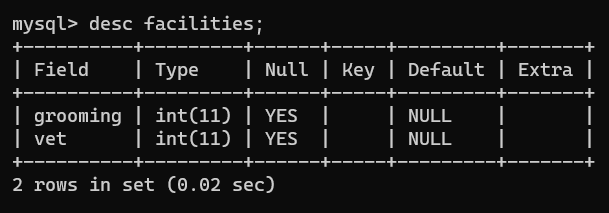 mysql> desc facilities;
+----------+---------+------+-----+---------+-------+
| Field    | Type    | Null | Key | Default | Extra |
+----------+---------+------+-----+---------+-------+
| grooming | int(11) | YES  |     | NULL    |       |
| vet      | int(11) | YES  |     | NULL    |       |
+----------+---------+------+-----+---------+-------+
2 rows in set (0.02 sec)